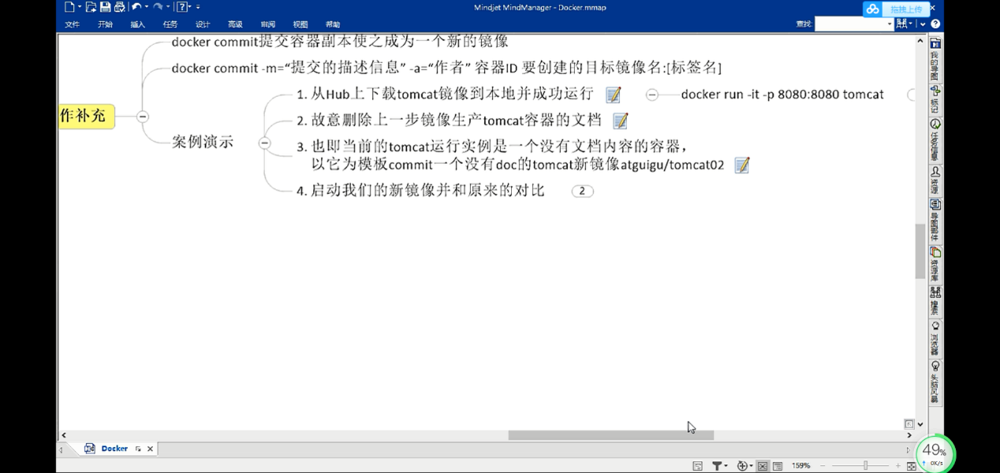 Mindjet MindManager - Docker.mmap
拖拽上传
文件 开始 插入 任务 设计 高级 审阅 视图 帮助
查找:
docker commit提交容器副本使之成为一个新的镜像
docker commit -m=“提交的描述信息” -a=“作者” 容器ID 要创建的目标镜像名:[标签名]
作补充
案例演示
1. 从Hub上下载tomcat镜像到本地并成功运行
docker run -it -p 8080:8080 tomcat
2. 故意删除上一步镜像生产tomcat容器的文档
3. 也即当前的tomcat运行实例是一个没有文档内容的容器，
以它为模板commit一个没有doc的tomcat新镜像atguigu/tomcat02
4. 启动我们的新镜像并和原来的对比
2
我的导图
标记
任务信息
资源
导图部件
资源库
搜索
浏览器
头脑风暴
Docker
159%
49%
0K/s